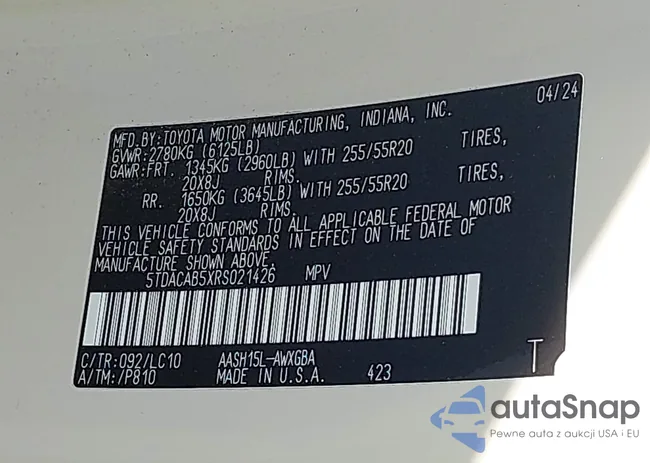 04/24
MFD.BY:TOYOTA MOTOR MANUFACTURING, INDIANA, INC.
GVWR:2780KG (6125LB)
GAWR:FRT. 1345KG (2960LB) WITH 255/55R20 TIRES,
20X8J RIMS.
RR. 1650KG (3645LB) WITH 255/55R20 TIRES,
20X8J RIMS.
THIS VEHICLE CONFORMS TO ALL APPLICABLE FEDERAL MOTOR
VEHICLE SAFETY STANDARDS IN EFFECT ON THE DATE OF
MANUFACTURE SHOWN ABOVE.
5TDACAB5XRS021426 MPV
C/TR:092/LC10 AASH15L-AWXGBA
A/TM:/P810 MADE IN U.S.A. 423
T
autaSnap
Pewne auta z aukcji USA i EU